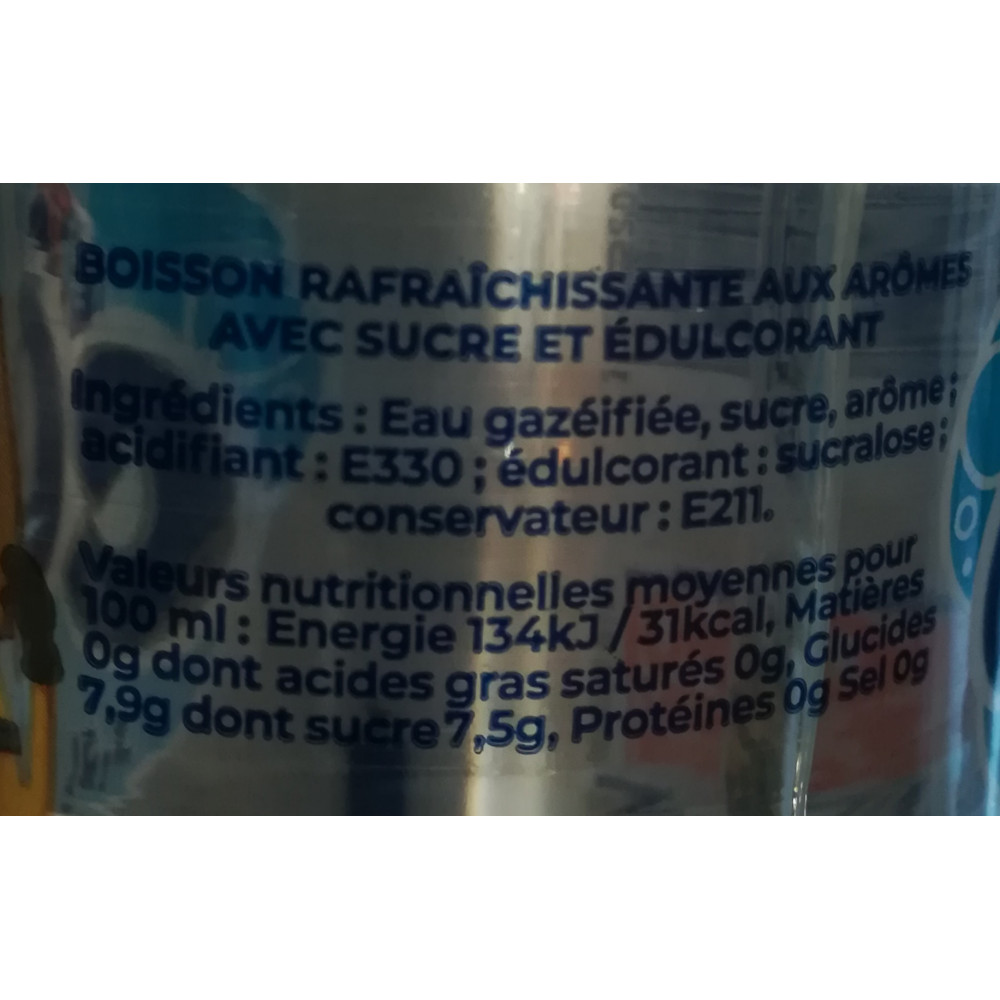 BOISSON RAFRAÎCHISSANTE AUX ARÔMES
AVEC SUCRE ET ÉDULCORANT
Ingrédients : Eau gazéifiée, sucre, arôme ;
acidifiant : E330 ; édulcorant : sucralose ;
conservateur : E211.
Valeurs nutritionnelles moyennes pour
100 ml : Energie 134kJ / 31kcal, Matières
0g dont acides gras saturés 0g, Glucides
7,9g dont sucre 7,5g, Protéines 0g Sel 0g